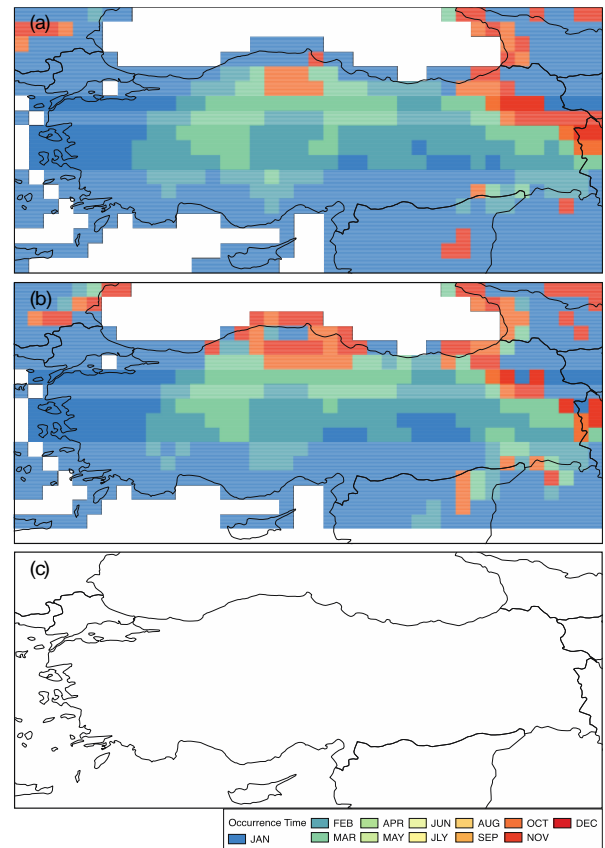 (a)
(b)
(c)
Occurrence Time FEB APR JUN AUG OCT DEC
JAN MAR MAY JLY SEP NOV